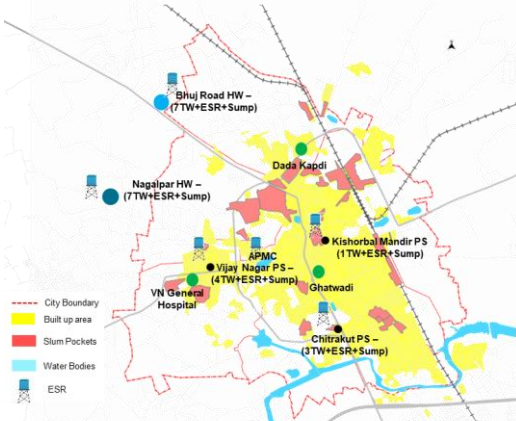 Bhuj Road HW –
(7TW+ESR+Sump)
Dada Kapdi
Nagalpar HW –
(7TW+ESR+Sump)
Kishorbal Mandir PS
(1TW+ESR+Sump)
APMC
Vijay Nagar PS –
(4TW+ESR+Sump)
Ghatwadi
VN General
Hospital
Chitrakut PS –
(3TW+ESR+Sump)
City Boundary
Built up area
Slum Pockets
Water Bodies
ESR